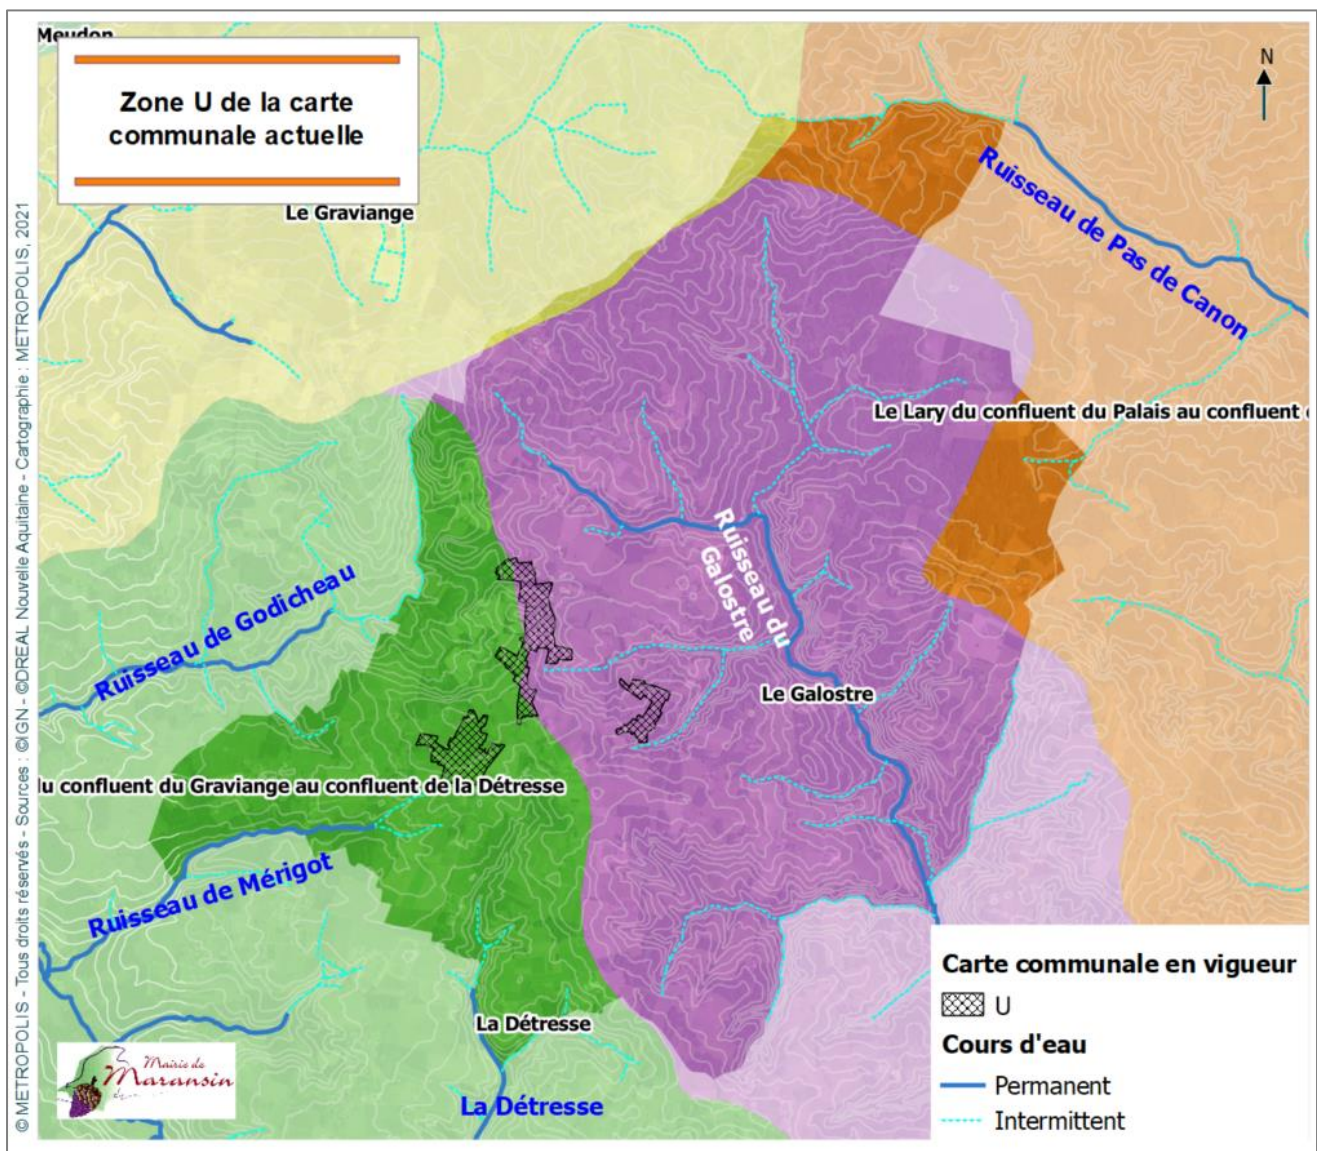 Meudon
Zone U de la carte
communale actuelle
N
Le Graviange
Ruisseau de Pas de Canon
Le Lary du confluent du Palais au confluent
Ruisseau du
Galostre
Ruisseau de Godicheau
Le Galostre
du confluent du Graviange au confluent de la Détresse
Ruisseau de Mérigot
La Détresse
La Détresse
Mairie de
Maransin
Carte communale en vigueur
U
Cours d'eau
Permanent
Intermittent
© METROPOLIS - Tous droits réservés - Sources : ©IGN - ©DREAL Nouvelle Aquitaine - Cartographie : METROPOLIS, 2021